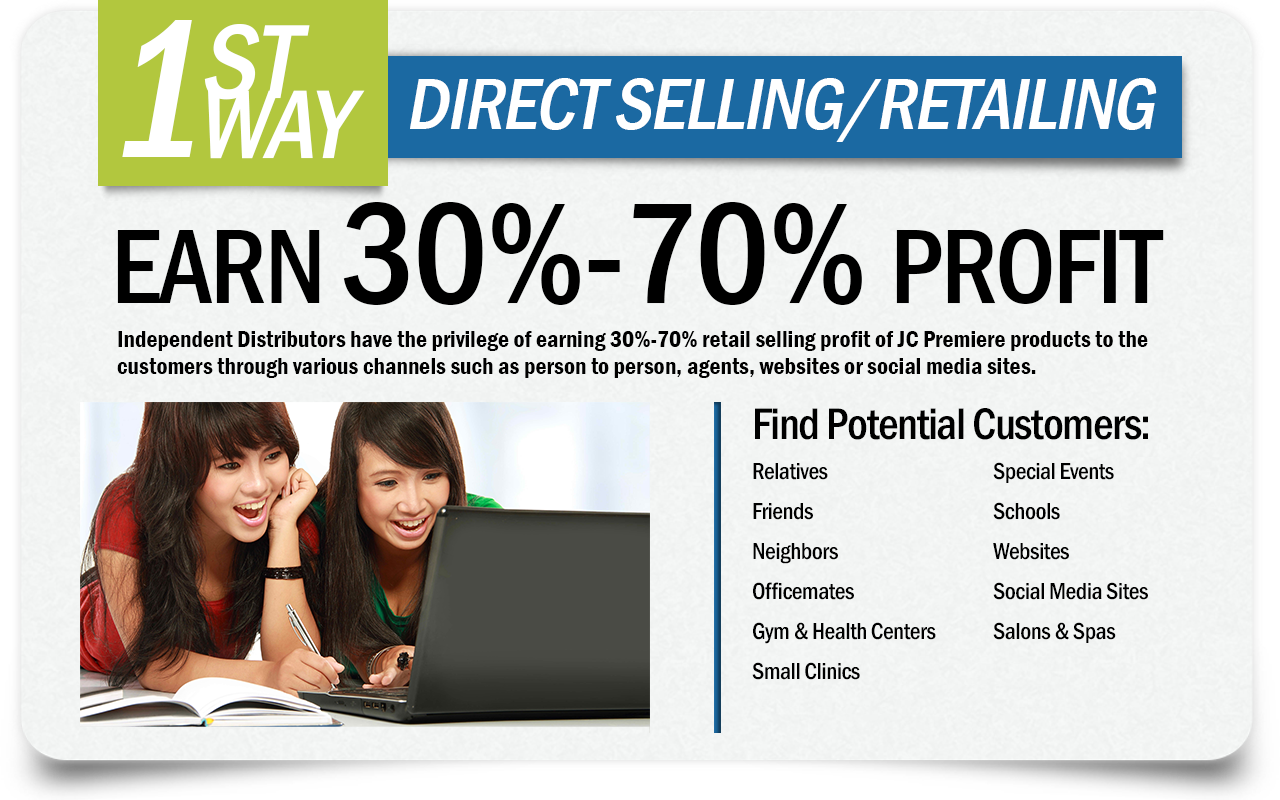 1ST
WAY
DIRECT SELLING/RETAILING
EARN 30%-70% PROFIT
Independent Distributors have the privilege of earning 30%-70% retail selling profit of JC Premiere products to the
customers through various channels such as person to person, agents, websites or social media sites.
Find Potential Customers:
Relatives
Friends
Neighbors
Officemates
Gym & Health Centers
Small Clinics
Special Events
Schools
Websites
Social Media Sites
Salons & Spas